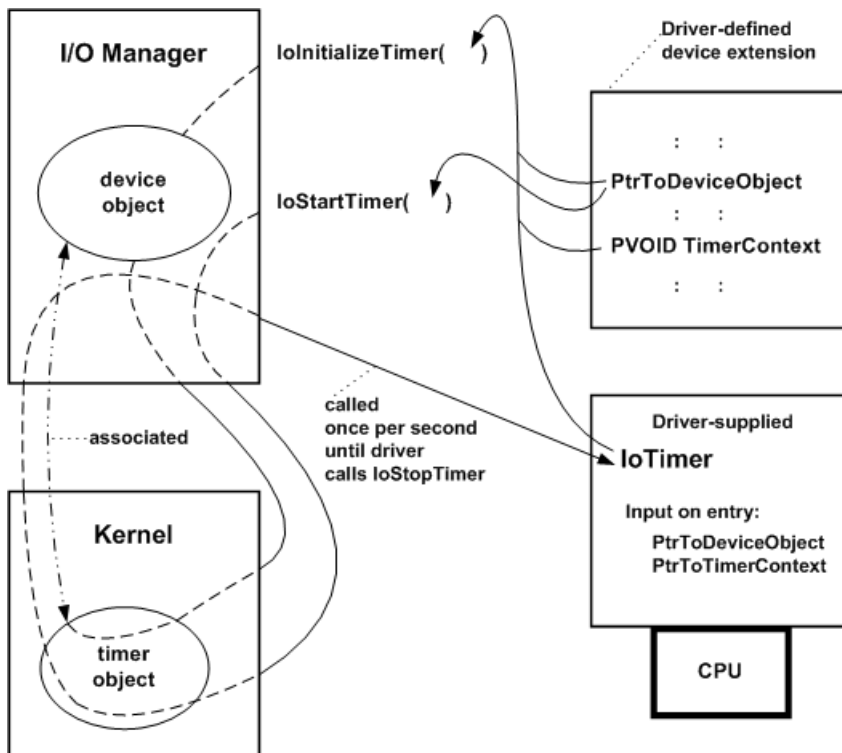 I/O Manager
device
object
IoInitializeTimer( )
IoStartTimer( )
Driver-defined
device extension
: :
PtrToDeviceObject
: :
PVOID TimerContext
: :
associated
called
once per second
until driver
calls IoStopTimer
Driver-supplied
IoTimer
Input on entry:
PtrToDeviceObject
PtrToTimerContext
CPU
Kernel
timer
object